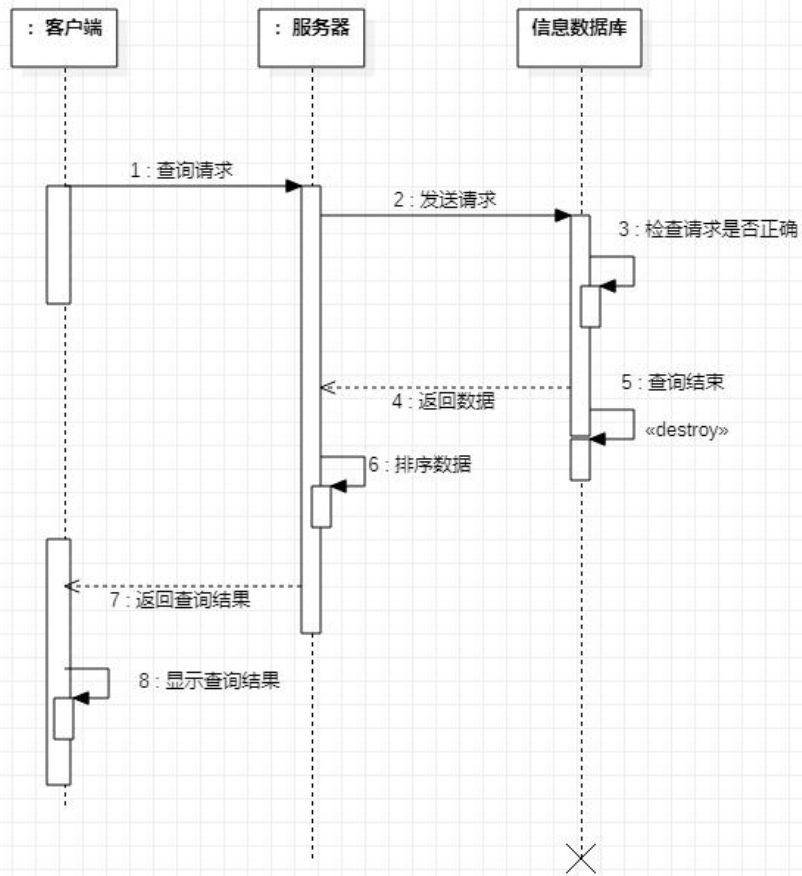 : 客户端
: 服务器
信息数据库
1 : 查询请求
2 : 发送请求
3 : 检查请求是否正确
5 : 查询结束
4 : 返回数据
«destroy»
6 : 排序数据
7 : 返回查询结果
8 : 显示查询结果